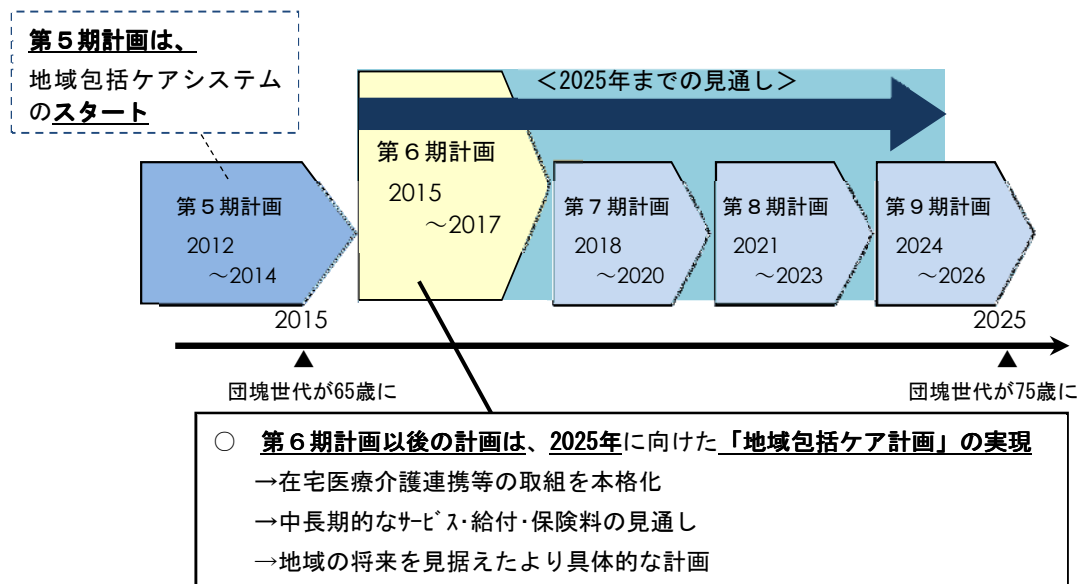 第５期計画は、
地域包括ケアシステム
のスタート
＜2025年までの見通し＞
第５期計画
2012
～2014
第６期計画
2015
～2017
第７期計画
2018
～2020
第８期計画
2021
～2023
第９期計画
2024
～2026
2015
2025
▲
▲
団塊世代が65歳に
団塊世代が75歳に
○　第６期計画以後の計画は、2025年に向けた「地域包括ケア計画」の実現
→在宅医療介護連携等の取組を本格化
→中長期的なｻｰﾋﾞｽ･給付･保険料の見通し
→地域の将来を見据えたより具体的な計画